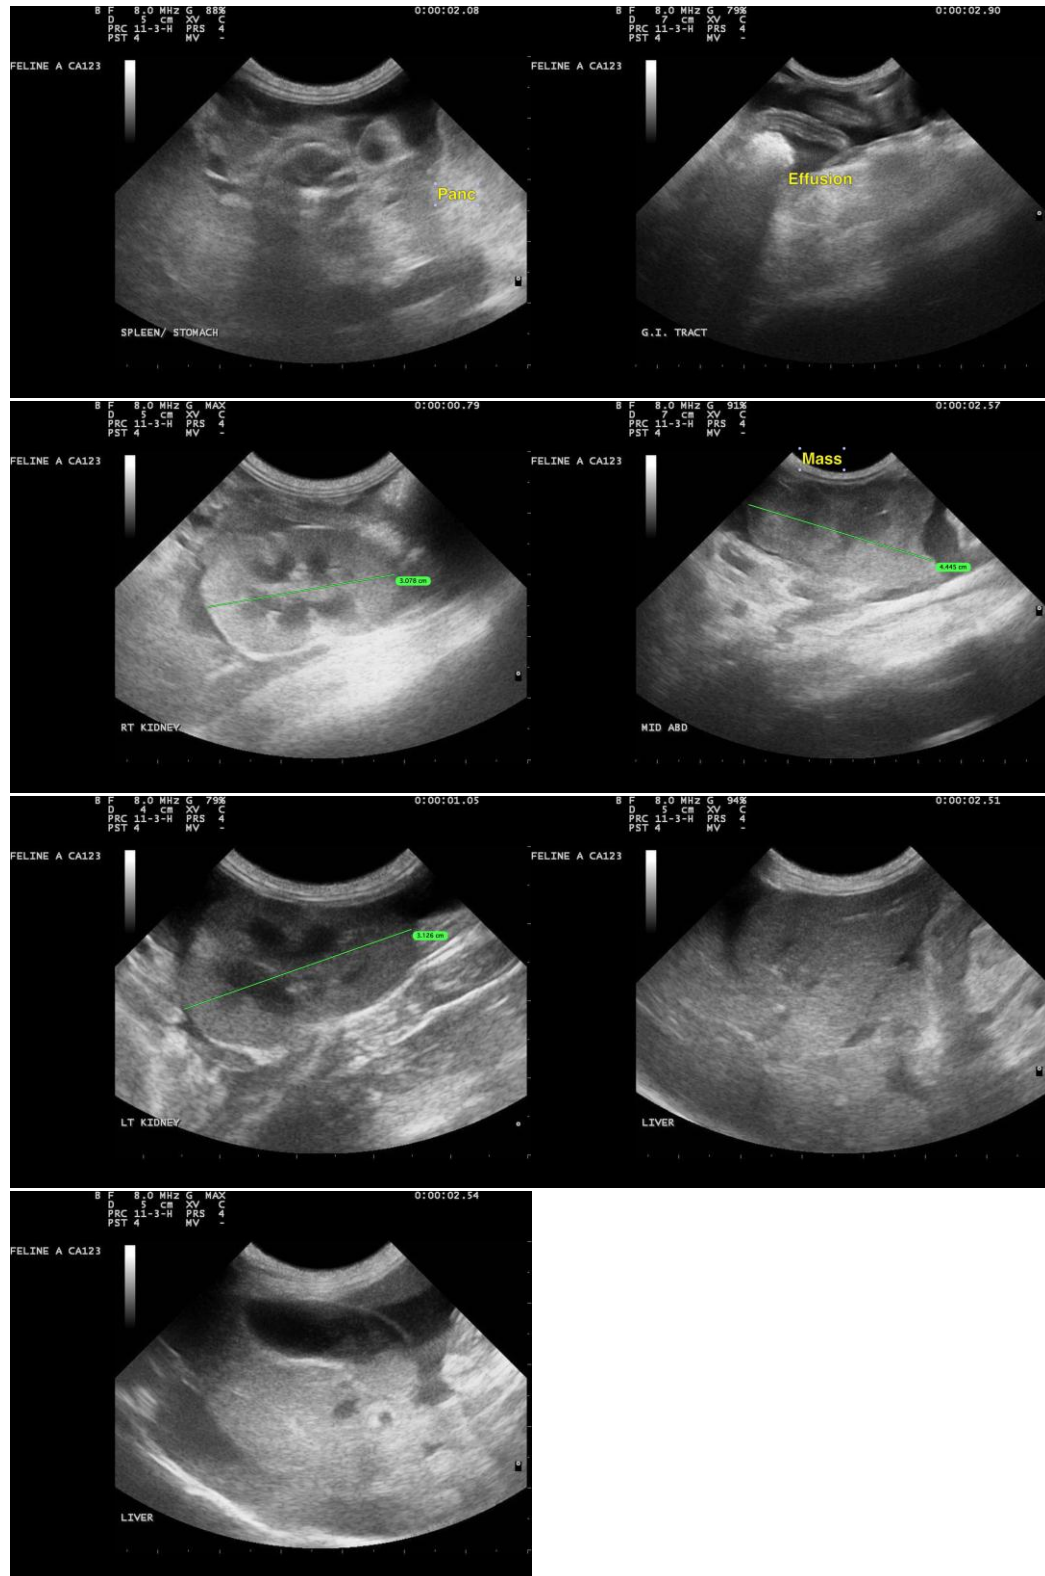 B F 8.0 MHz G 88%
D 5 cm XV C
PRC 11-3-H PRS 4
PST 4 MV -
0:00:02.08
FELINE A CA123
Panc
SPLEEN/ STOMACH
B F 8.0 MHz G 79%
D 7 cm XV C
PRC 11-3-H PRS 4
PST 4 MV -
0:00:02.90
FELINE A CA123
Effusion
G.I. TRACT
B F 8.0 MHz G MAX
D 5 cm XV C
PRC 11-3-H PRS 4
PST 4 MV -
0:00:00.79
FELINE A CA123
3.078 cm
RT KIDNEY
B F 8.0 MHz G 91%
D 7 cm XV C
PRC 11-3-H PRS 4
PST 4 MV -
0:00:02.57
FELINE A CA123
Mass
4.445 cm
MID ABD
B F 8.0 MHz G 79%
D 4 cm XV C
PRC 11-3-H PRS 4
PST 4 MV -
0:00:01.05
FELINE A CA123
3.126 cm
LT KIDNEY
B F 8.0 MHz G 94%
D 5 cm XV C
PRC 11-3-H PRS 4
PST 4 MV -
0:00:02.51
FELINE A CA123
LIVER
B F 8.0 MHz G MAX
D 5 cm XV C
PRC 11-3-H PRS 4
PST 4 MV -
0:00:02.54
FELINE A CA123
LIVER